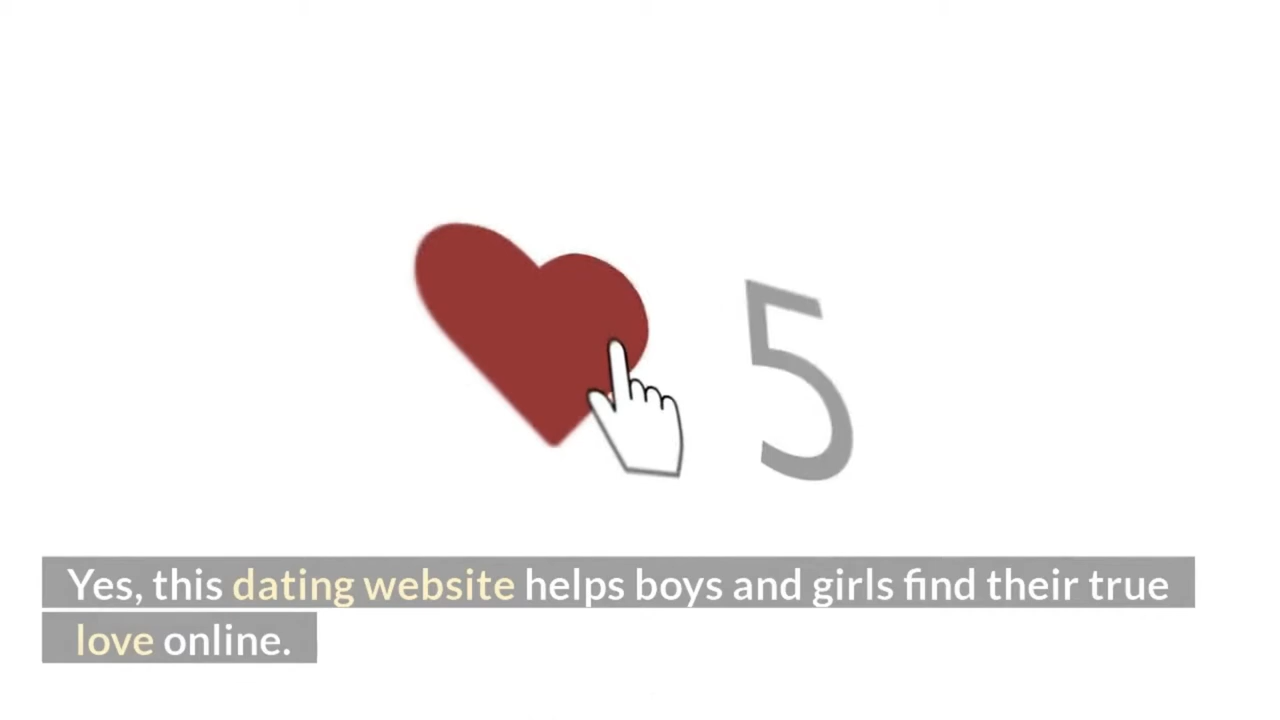 5
Yes, this dating website helps boys and girls find their true
love online.